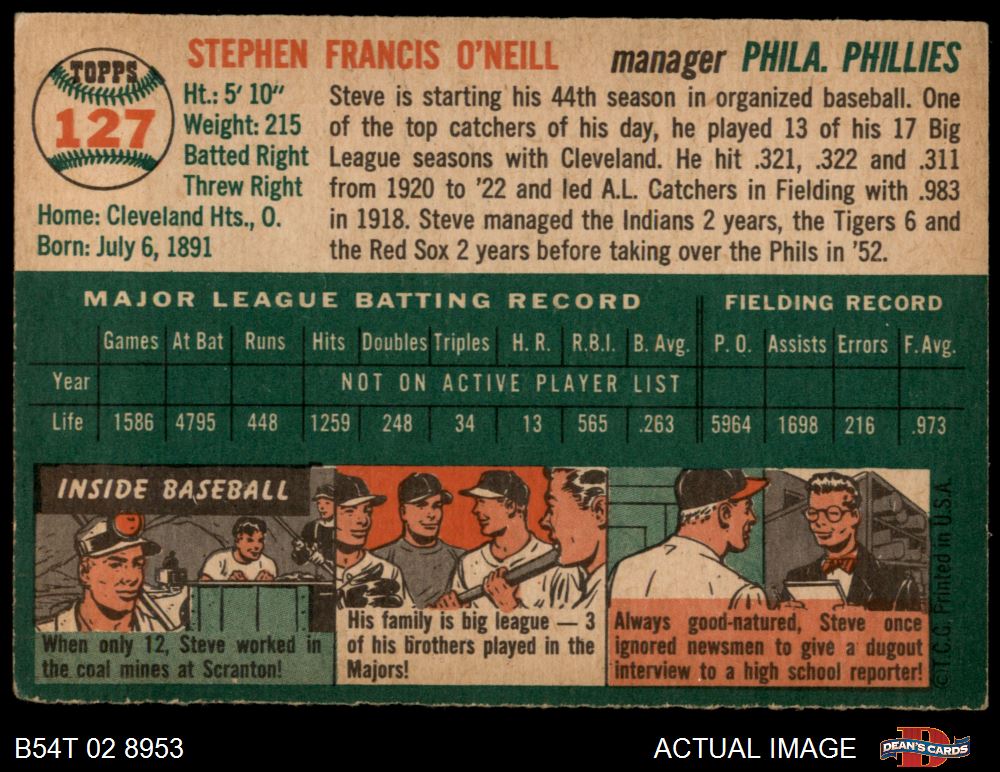 TOPPS
127
STEPHEN FRANCIS O'NEILL manager PHILA. PHILLIES
Ht.: 5' 10"
Weight: 215
Batted Right
Threw Right
Home: Cleveland Hts., O.
Born: July 6, 1891
Steve is starting his 44th season in organized baseball. One
of the top catchers of his day, he played 13 of his 17 Big
League seasons with Cleveland. He hit .321, .322 and .311
from 1920 to '22 and led A.L. Catchers in Fielding with .983
in 1918. Steve managed the Indians 2 years, the Tigers 6 and
the Red Sox 2 years before taking over the Phils in '52.
MAJOR LEAGUE BATTING RECORD FIELDING RECORD
Games At Bat Runs Hits Doubles Triples H. R. R.B.I. B. Avg. P. O. Assists Errors F. Avg.
Year NOT ON ACTIVE PLAYER LIST
Life 1586 4795 448 1259 248 34 13 565 .263 5964 1698 216 .973
INSIDE BASEBALL
When only 12, Steve worked in
the coal mines at Scranton!
His family is big league — 3
of his brothers played in the
Majors!
Always good-natured, Steve once
ignored newsmen to give a dugout
interview to a high school reporter!
© T.C.G. Printed in U.S.A.
B54T 02 8953 ACTUAL IMAGE DEAN'S CARDS